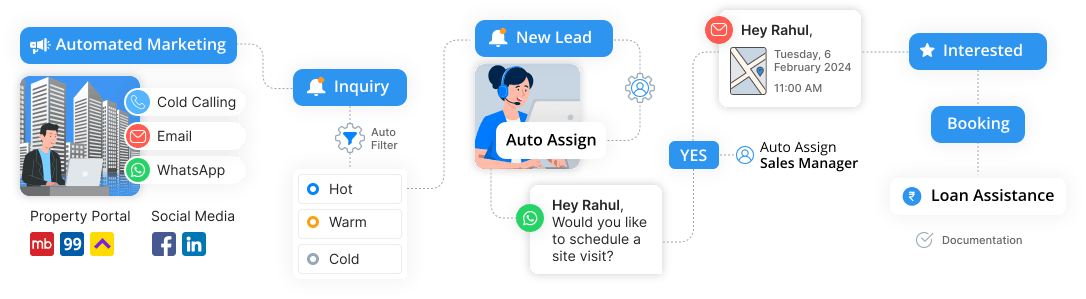 Automated Marketing
Cold Calling
Email
WhatsApp
Property Portal
Social Media
mb
99
f
in
Inquiry
Auto
Filter
Hot
Warm
Cold
New Lead
Auto Assign
Hey Rahul,
Would you like
to schedule a
site visit?
YES
Auto Assign
Sales Manager
Hey Rahul,
Tuesday, 6
February 2024
11:00 AM
Interested
Booking
₹
Loan Assistance
Documentation